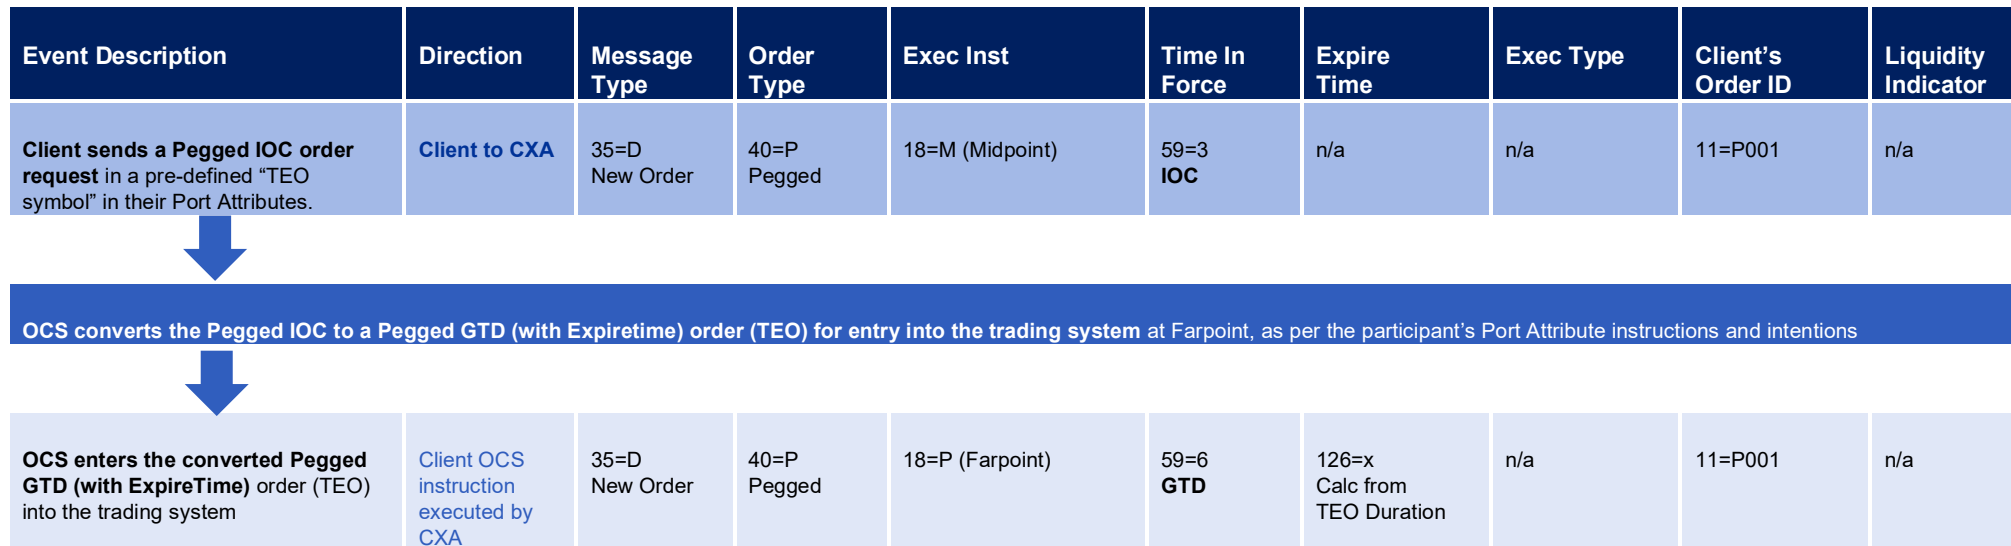 Event Description
Direction
Message
Type
Order
Type
Exec Inst
Time In
Force
Expire
Time
Exec Type
Client’s
Order ID
Liquidity
Indicator
Client sends a Pegged IOC order
request in a pre-defined “TEO
symbol” in their Port Attributes.
Client to CXA
35=D
New Order
40=P
Pegged
18=M (Midpoint)
59=3
IOC
n/a
n/a
11=P001
n/a
OCS converts the Pegged IOC to a Pegged GTD (with Expiretime) order (TEO) for entry into the trading system at Farpoint, as per the participant’s Port Attribute instructions and intentions
OCS enters the converted Pegged
GTD (with ExpireTime) order (TEO)
into the trading system
Client OCS
instruction
executed by
CXA
35=D
New Order
40=P
Pegged
18=P (Farpoint)
59=6
GTD
126=x
Calc from
TEO Duration
n/a
11=P001
n/a